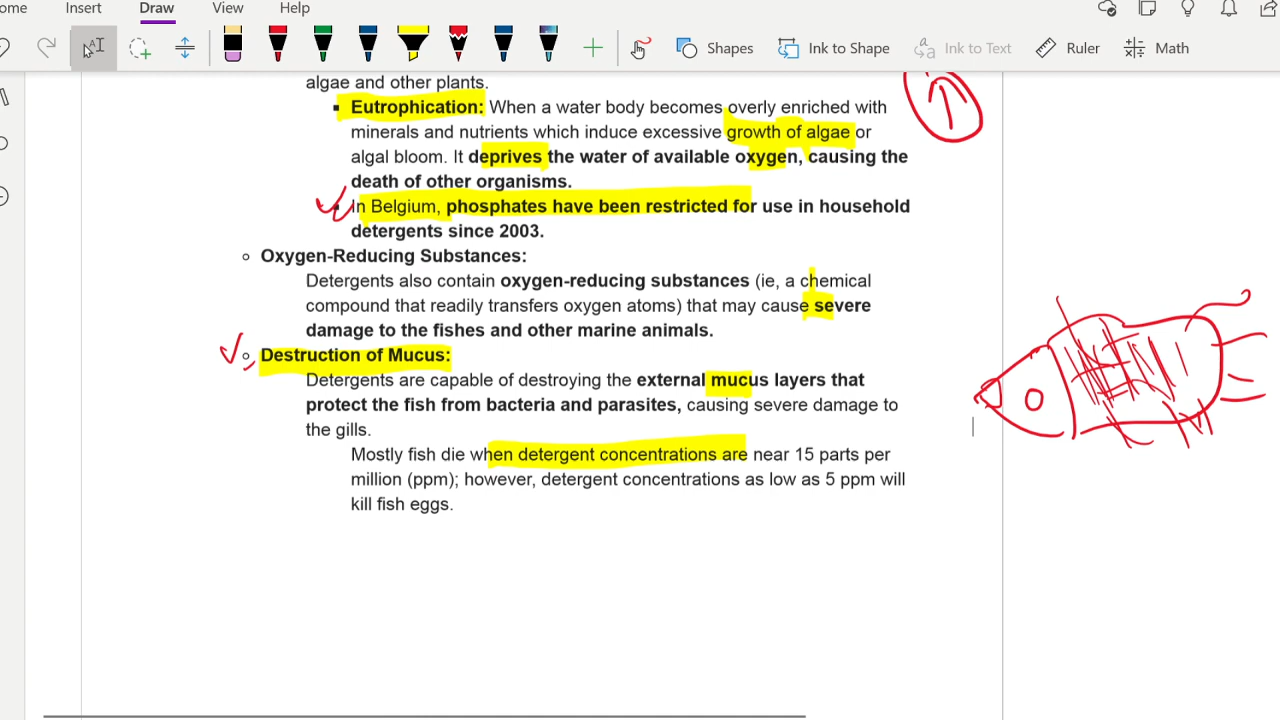 ome Insert Draw View Help
Shapes Ink to Shape Ink to Text Ruler Math
algae and other plants.
▪ Eutrophication: When a water body becomes overly enriched with
minerals and nutrients which induce excessive growth of algae or
algal bloom. It deprives the water of available oxygen, causing the
death of other organisms.
▪ In Belgium, phosphates have been restricted for use in household
detergents since 2003.
○ Oxygen-Reducing Substances:
Detergents also contain oxygen-reducing substances (ie, a chemical
compound that readily transfers oxygen atoms) that may cause severe
damage to the fishes and other marine animals.
○ Destruction of Mucus:
Detergents are capable of destroying the external mucus layers that
protect the fish from bacteria and parasites, causing severe damage to
the gills.
Mostly fish die when detergent concentrations are near 15 parts per
million (ppm); however, detergent concentrations as low as 5 ppm will
kill fish eggs.